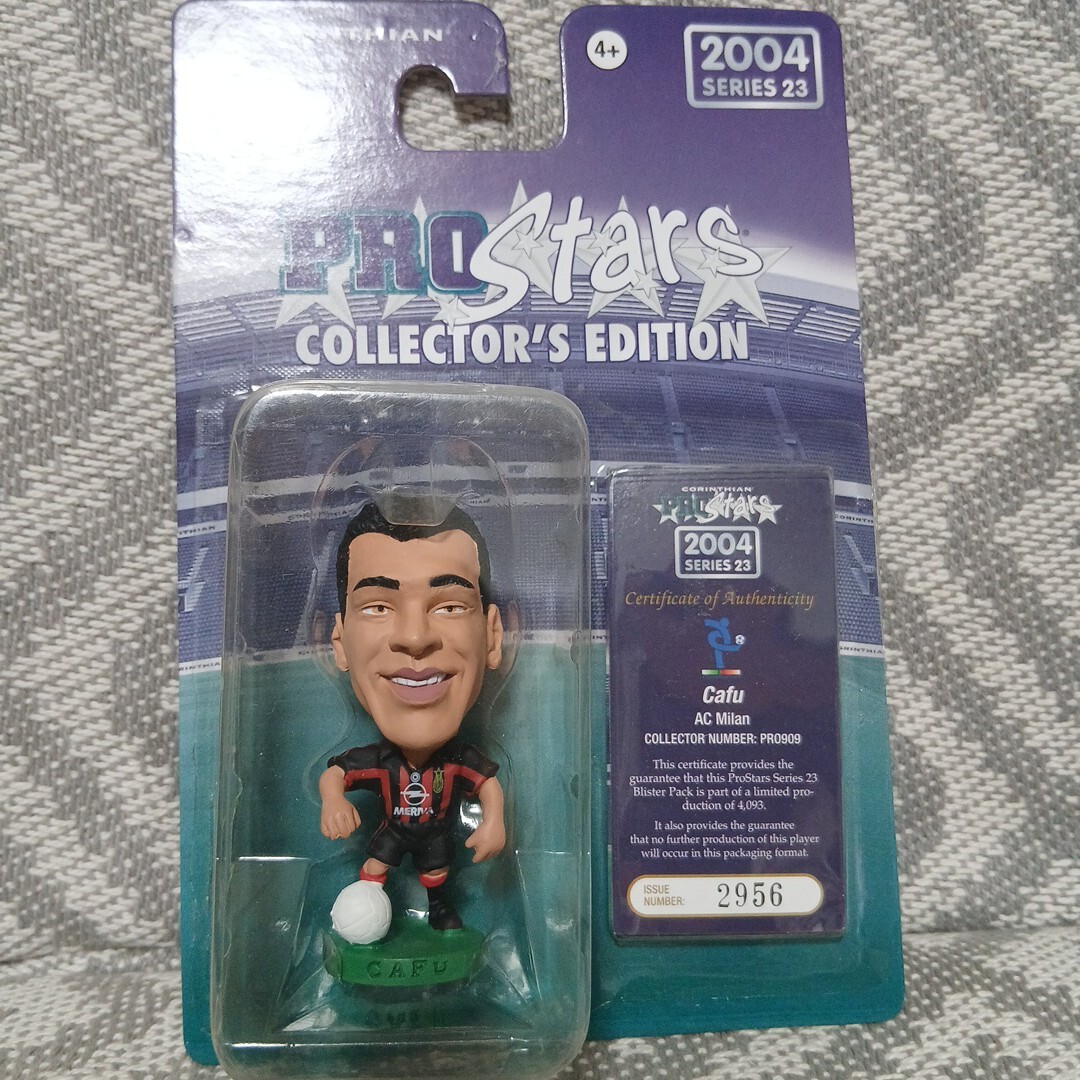 4+
2004
SERIES 23
PROStars
COLLECTOR'S EDITION
CORINTHIAN
PROStars
2004
SERIES 23
Certificate of Authenticity
Cafu
AC Milan
COLLECTOR NUMBER: PRO909
This certificate provides the
guarantee that this ProStars Series 23
Blister Pack is part of a limited pro-
duction of 4,093.
It also provides the guarantee
that no further production of this player
will occur in this packaging format.
ISSUE
NUMBER: 2956
MERIVA
CAFU